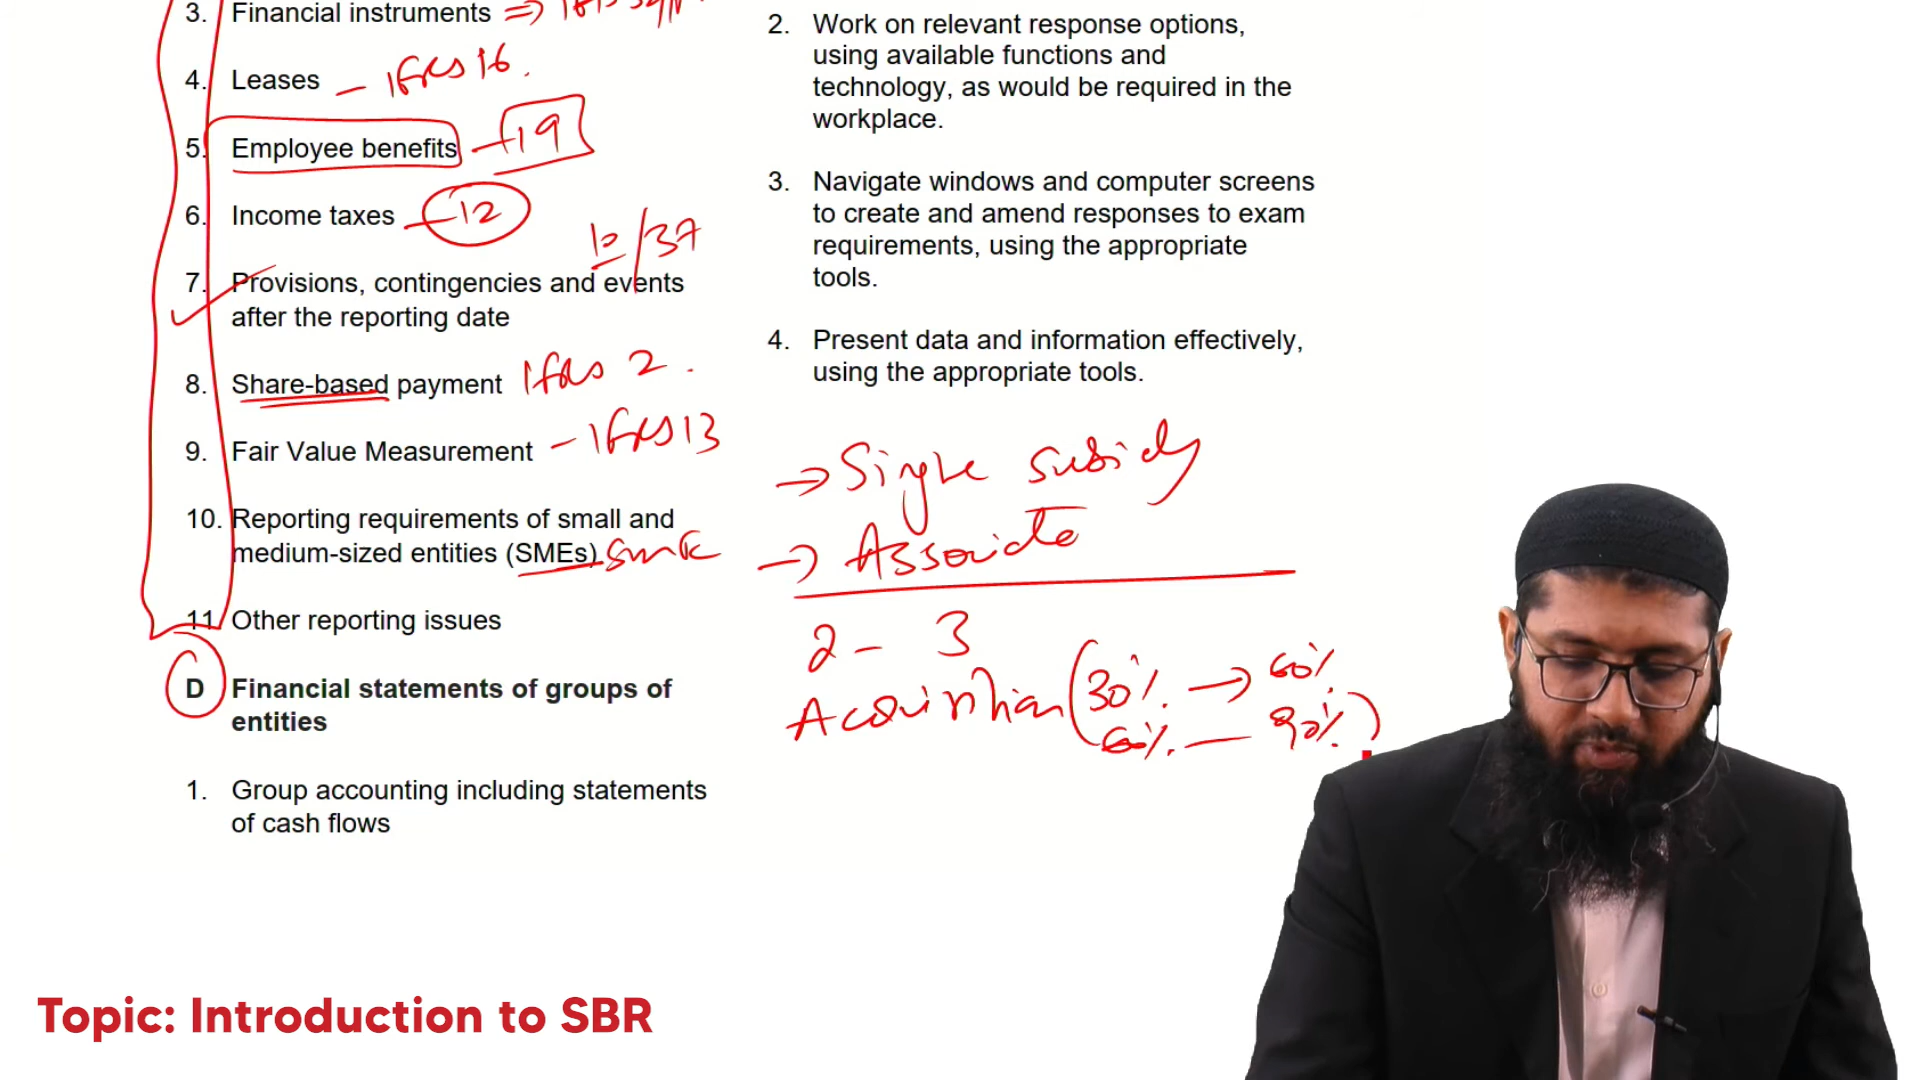 3. Financial instruments ⇒
4. Leases – IFRS 16.
5. Employee benefits – 19
6. Income taxes – 12
10/37
7. Provisions, contingencies and events
after the reporting date
8. Share-based payment IFRS 2.
9. Fair Value Measurement – IFRS 13
10. Reporting requirements of small and
medium-sized entities (SMEs) SME
11. Other reporting issues
D Financial statements of groups of
entities
1. Group accounting including statements
of cash flows
2. Work on relevant response options,
using available functions and
technology, as would be required in the
workplace.
3. Navigate windows and computer screens
to create and amend responses to exam
requirements, using the appropriate
tools.
4. Present data and information effectively,
using the appropriate tools.
→ Single
→ Associate
2 – 3
Acquisition (30% → 60%
60% — 90%)
Topic: Introduction to SBR